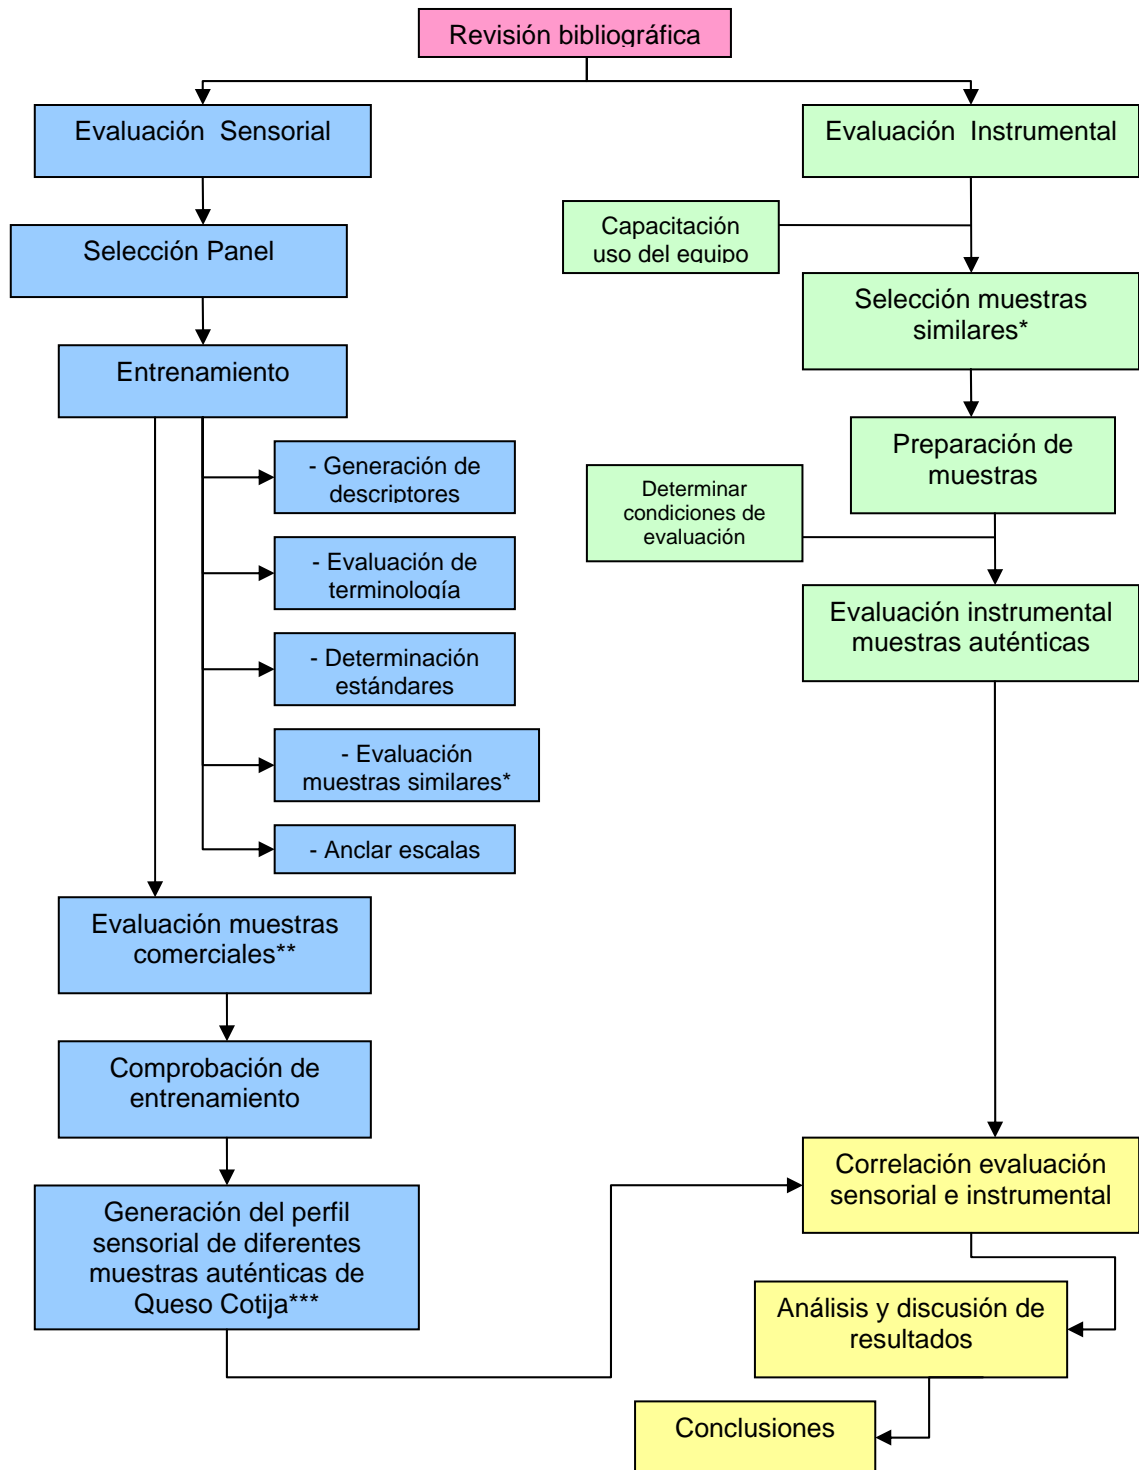 Revisión bibliográfica
Evaluación Sensorial
Selección Panel
Entrenamiento
- Generación de
descriptores
- Evaluación de
terminología
- Determinación
estándares
- Evaluación
muestras similares*
- Anclar escalas
Evaluación muestras
comerciales**
Comprobación de
entrenamiento
Generación del perfil
sensorial de diferentes
muestras auténticas de
Queso Cotija***
Evaluación Instrumental
Capacitación
uso del equipo
Selección muestras
similares*
Preparación de
muestras
Determinar
condiciones de
evaluación
Evaluación instrumental
muestras auténticas
Correlación evaluación
sensorial e instrumental
Análisis y discusión de
resultados
Conclusiones